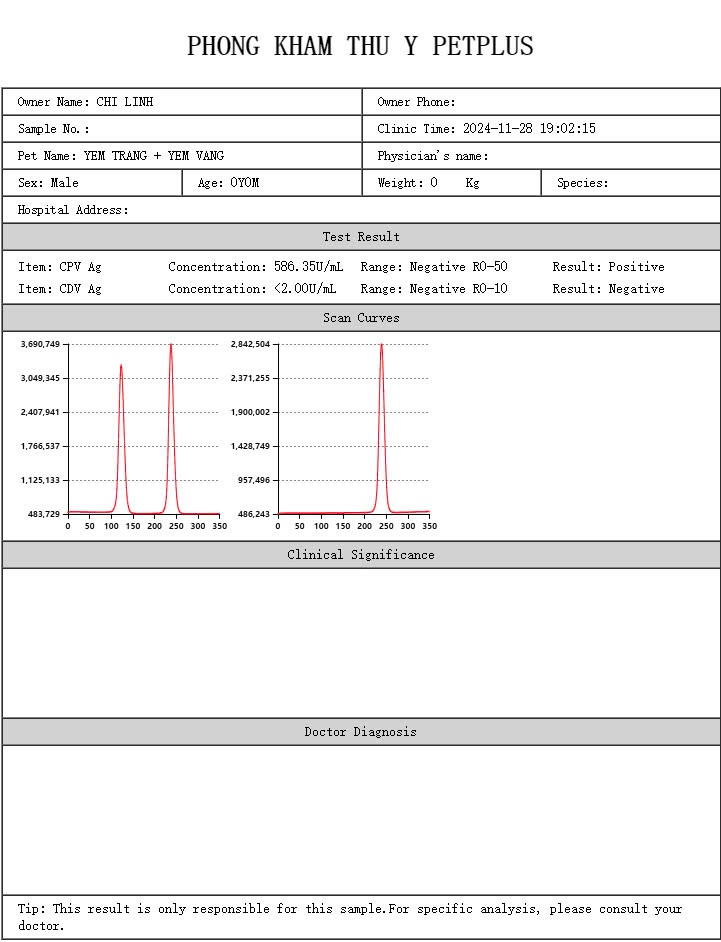 PHONG KHAM THU Y PETPLUS
Owner Name: CHI LINH Owner Phone:
Sample No.: Clinic Time: 2024-11-28 19:02:15
Pet Name: YEM TRANG + YEM VANG Physician's name:
Sex: Male Age: 0Y0M Weight: 0 Kg Species:
Hospital Address:
Test Result
Item: CPV Ag Concentration: 586.35U/mL Range: Negative R0-50 Result: Positive
Item: CDV Ag Concentration: <2.00U/mL Range: Negative R0-10 Result: Negative
Scan Curves
3,690,749 2,842,504
3,049,345 2,371,255
2,407,941 1,900,002
1,766,537 1,428,749
1,125,133 957,496
483,729 486,243
0 50 100 150 200 250 300 350 0 50 100 150 200 250 300 350
Clinical Significance
Doctor Diagnosis
Tip: This result is only responsible for this sample.For specific analysis, please consult your
doctor.